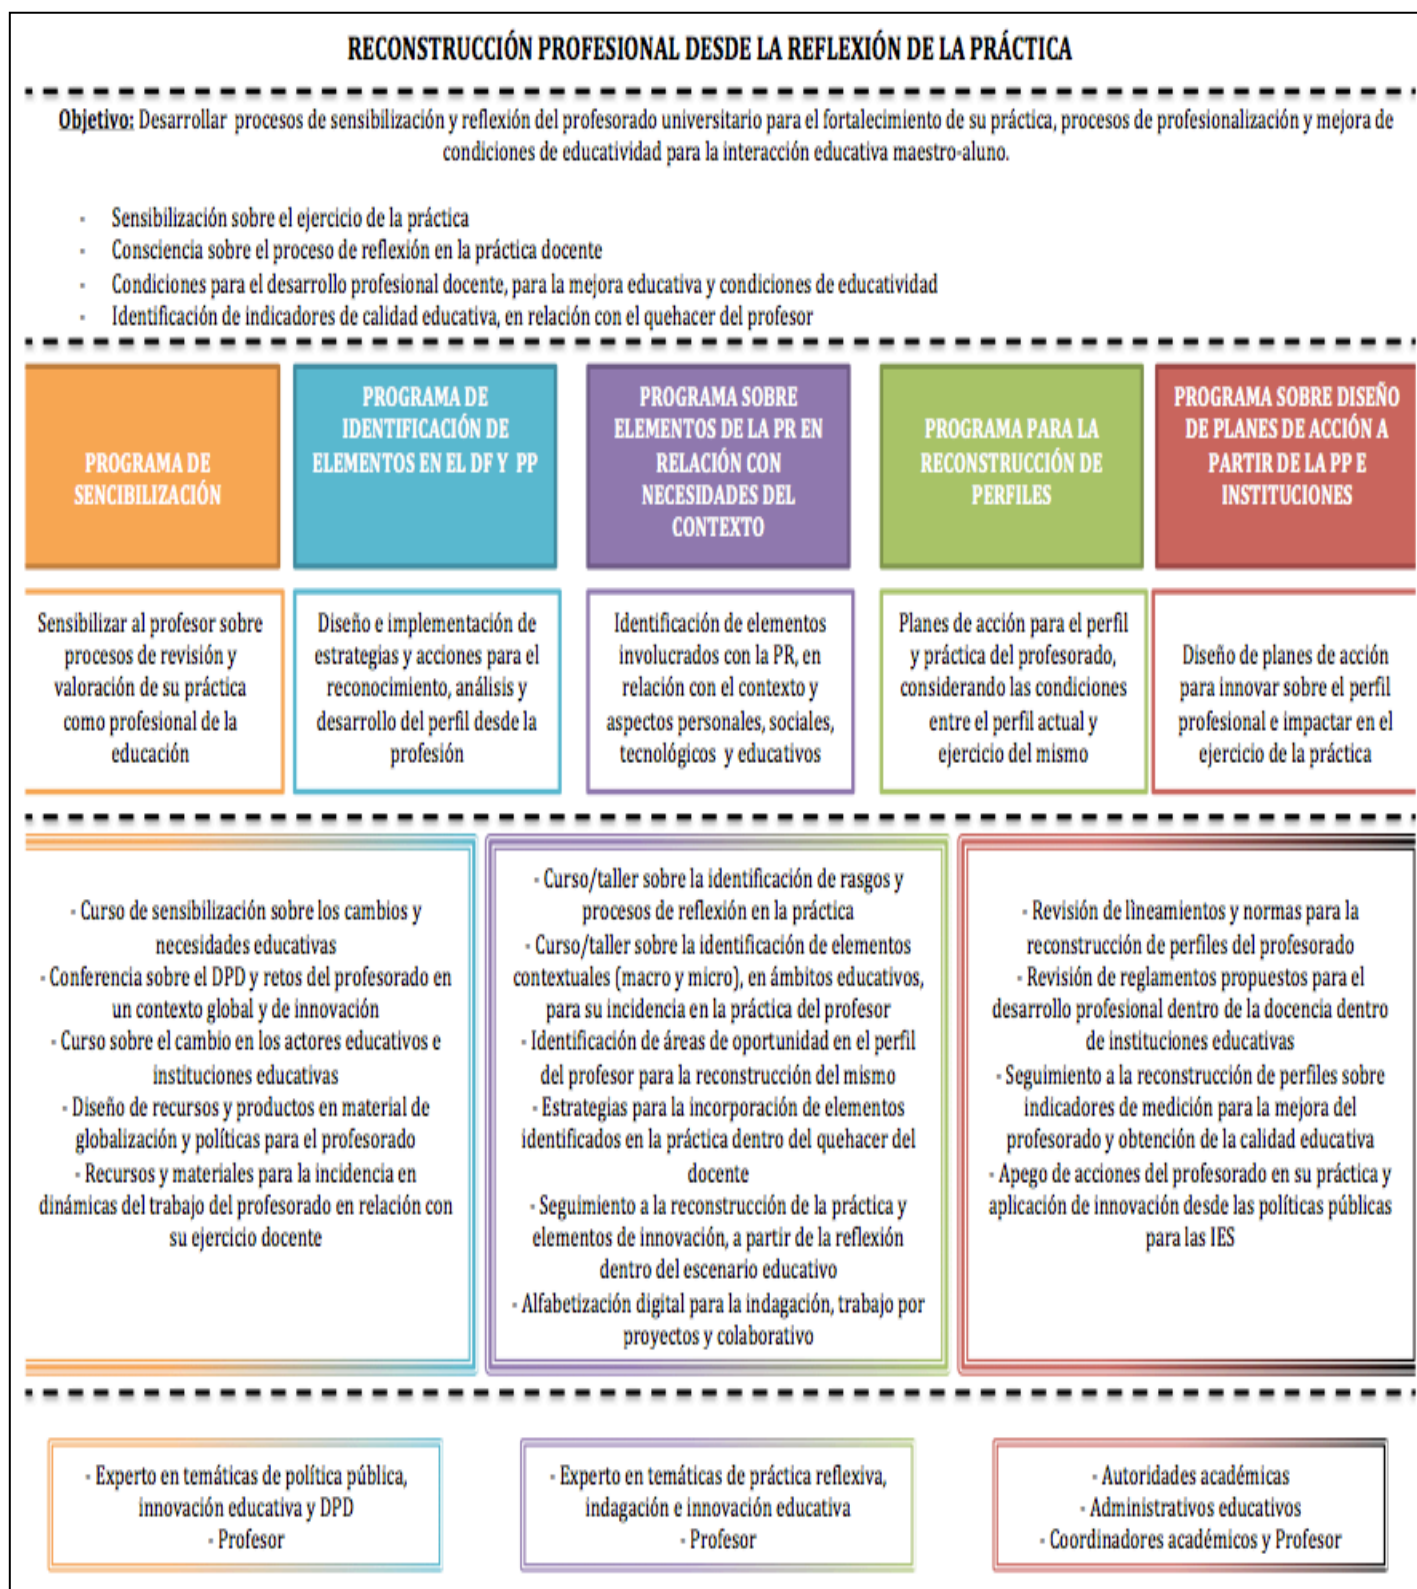 RECONSTRUCCIÓN PROFESIONAL DESDE LA REFLEXIÓN DE LA PRÁCTICA
Objetivo: Desarrollar procesos de sensibilización y reflexión del profesorado universitario para el fortalecimiento de su práctica, procesos de profesionalización y mejora de
condiciones de educatividad para la interacción educativa maestro-aluno.
- Sensibilización sobre el ejercicio de la práctica
- Consciencia sobre el proceso de reflexión en la práctica docente
- Condiciones para el desarrollo profesional docente, para la mejora educativa y condiciones de educatividad
- Identificación de indicadores de calidad educativa, en relación con el quehacer del profesor
PROGRAMA DE
SENCIBILIZACIÓN
PROGRAMA DE
IDENTIFICACIÓN DE
ELEMENTOS EN EL DF Y PP
PROGRAMA SOBRE
ELEMENTOS DE LA PR EN
RELACIÓN CON
NECESIDADES DEL
CONTEXTO
PROGRAMA PARA LA
RECONSTRUCCIÓN DE
PERFILES
PROGRAMA SOBRE DISEÑO
DE PLANES DE ACCIÓN A
PARTIR DE LA PP E
INSTITUCIONES
Sensibilizar al profesor sobre
procesos de revisión y
valoración de su práctica
como profesional de la
educación
Diseño e implementación de
estrategias y acciones para el
reconocimiento, análisis y
desarrollo del perfil desde la
profesión
Identificación de elementos
involucrados con la PR, en
relación con el contexto y
aspectos personales, sociales,
tecnológicos y educativos
Planes de acción para el perfil
y práctica del profesorado,
considerando las condiciones
entre el perfil actual y
ejercicio del mismo
Diseño de planes de acción
para innovar sobre el perfil
profesional e impactar en el
ejercicio de la práctica
- Curso de sensibilización sobre los cambios y
necesidades educativas
- Conferencia sobre el DPD y retos del profesorado en
un contexto global y de innovación
- Curso sobre el cambio en los actores educativos e
instituciones educativas
- Diseño de recursos y productos en material de
globalización y políticas para el profesorado
- Recursos y materiales para la incidencia en
dinámicas del trabajo del profesorado en relación con
su ejercicio docente
- Curso/taller sobre la identificación de rasgos y
procesos de reflexión en la práctica
- Curso/taller sobre la identificación de elementos
contextuales (macro y micro), en ámbitos educativos,
para su incidencia en la práctica del profesor
- Identificación de áreas de oportunidad en el perfil
del profesor para la reconstrucción del mismo
- Estrategias para la incorporación de elementos
identificados en la práctica dentro del quehacer del
docente
- Seguimiento a la reconstrucción de la práctica y
elementos de innovación, a partir de la reflexión
dentro del escenario educativo
- Alfabetización digital para la indagación, trabajo por
proyectos y colaborativo
- Revisión de lìneamientos y normas para la
reconstrucción de perfiles del profesorado
- Revisión de reglamentos propuestos para el
desarrollo profesional dentro de la docencia dentro
de instituciones educativas
- Seguimiento a la reconstrucción de perfiles sobre
indicadores de medición para la mejora del
profesorado y obtención de la calidad educativa
- Apego de acciones del profesorado en su práctica y
aplicación de innovación desde las políticas públicas
para las IES
- Experto en temáticas de política pública,
innovación educativa y DPD
- Profesor
- Experto en temáticas de práctica reflexiva,
indagación e innovación educativa
- Profesor
- Autoridades académicas
- Administrativos educativos
- Coordinadores académicos y Profesor